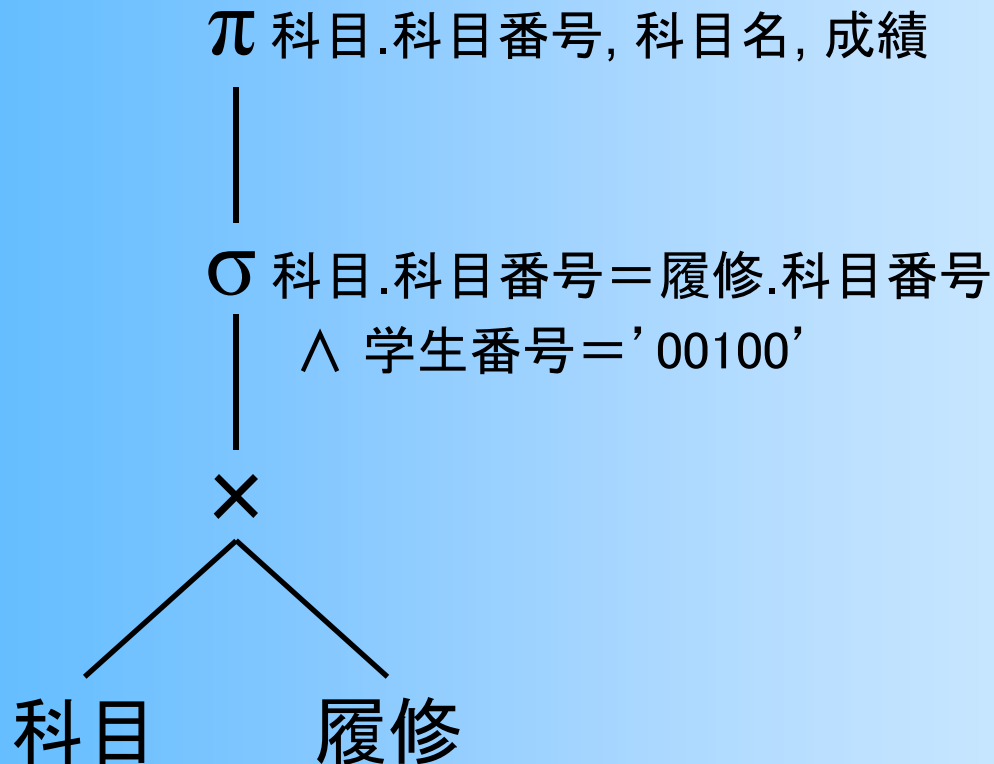 π 科目.科目番号, 科目名, 成績
σ 科目.科目番号＝履修.科目番号
∧ 学生番号＝’00100’
×
科目 履修